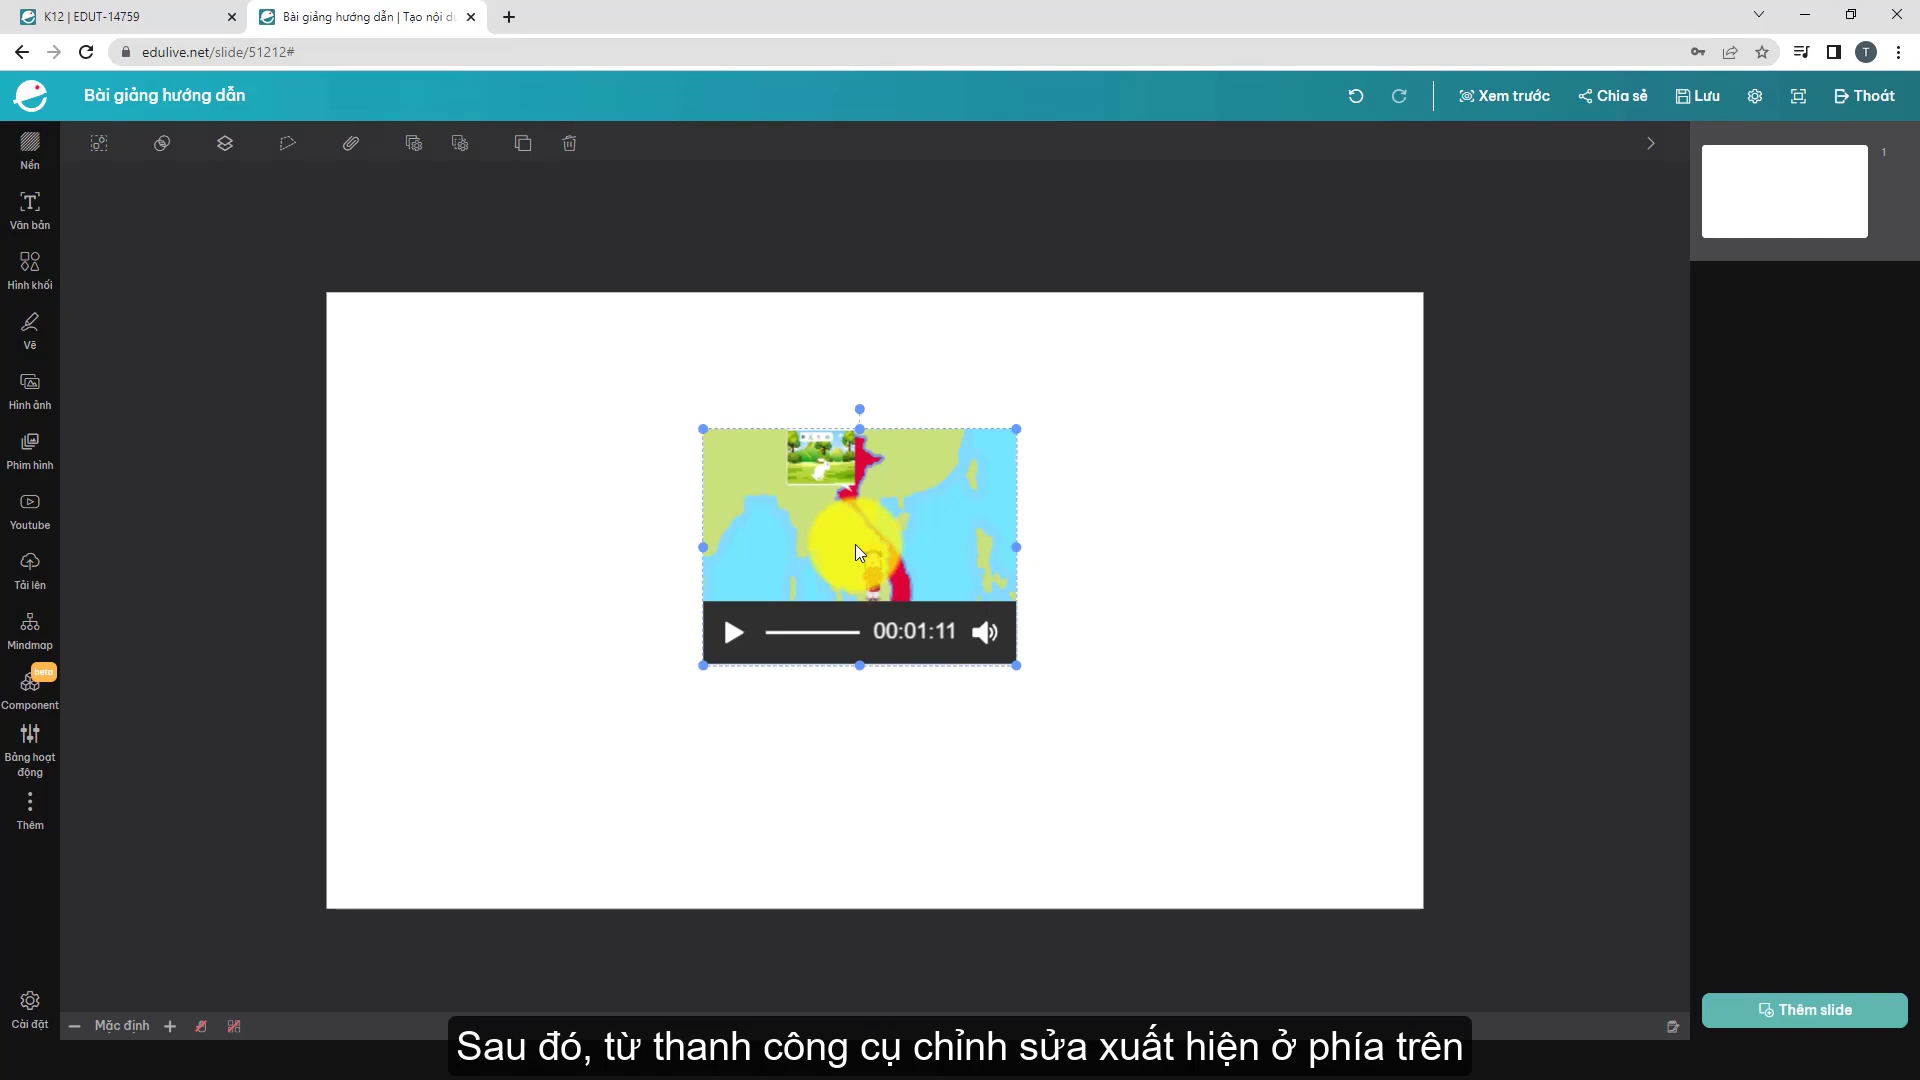 K12 | EDUT-14759
Bài giảng hướng dẫn | Tạo nội d
edulive.net/slide/51212#
T
Bài giảng hướng dẫn
Xem trước
Chia sẻ
Lưu
Thoát
Nền
Văn bản
Hình khối
Vẽ
Hình ảnh
Phim hình
Youtube
Tải lên
Mindmap
beta
Component
Bảng hoạt
động
Thêm
Cài đặt
1
00:01:11
Mặc định
Thêm slide
Sau đó, từ thanh công cụ chỉnh sửa xuất hiện ở phía trên